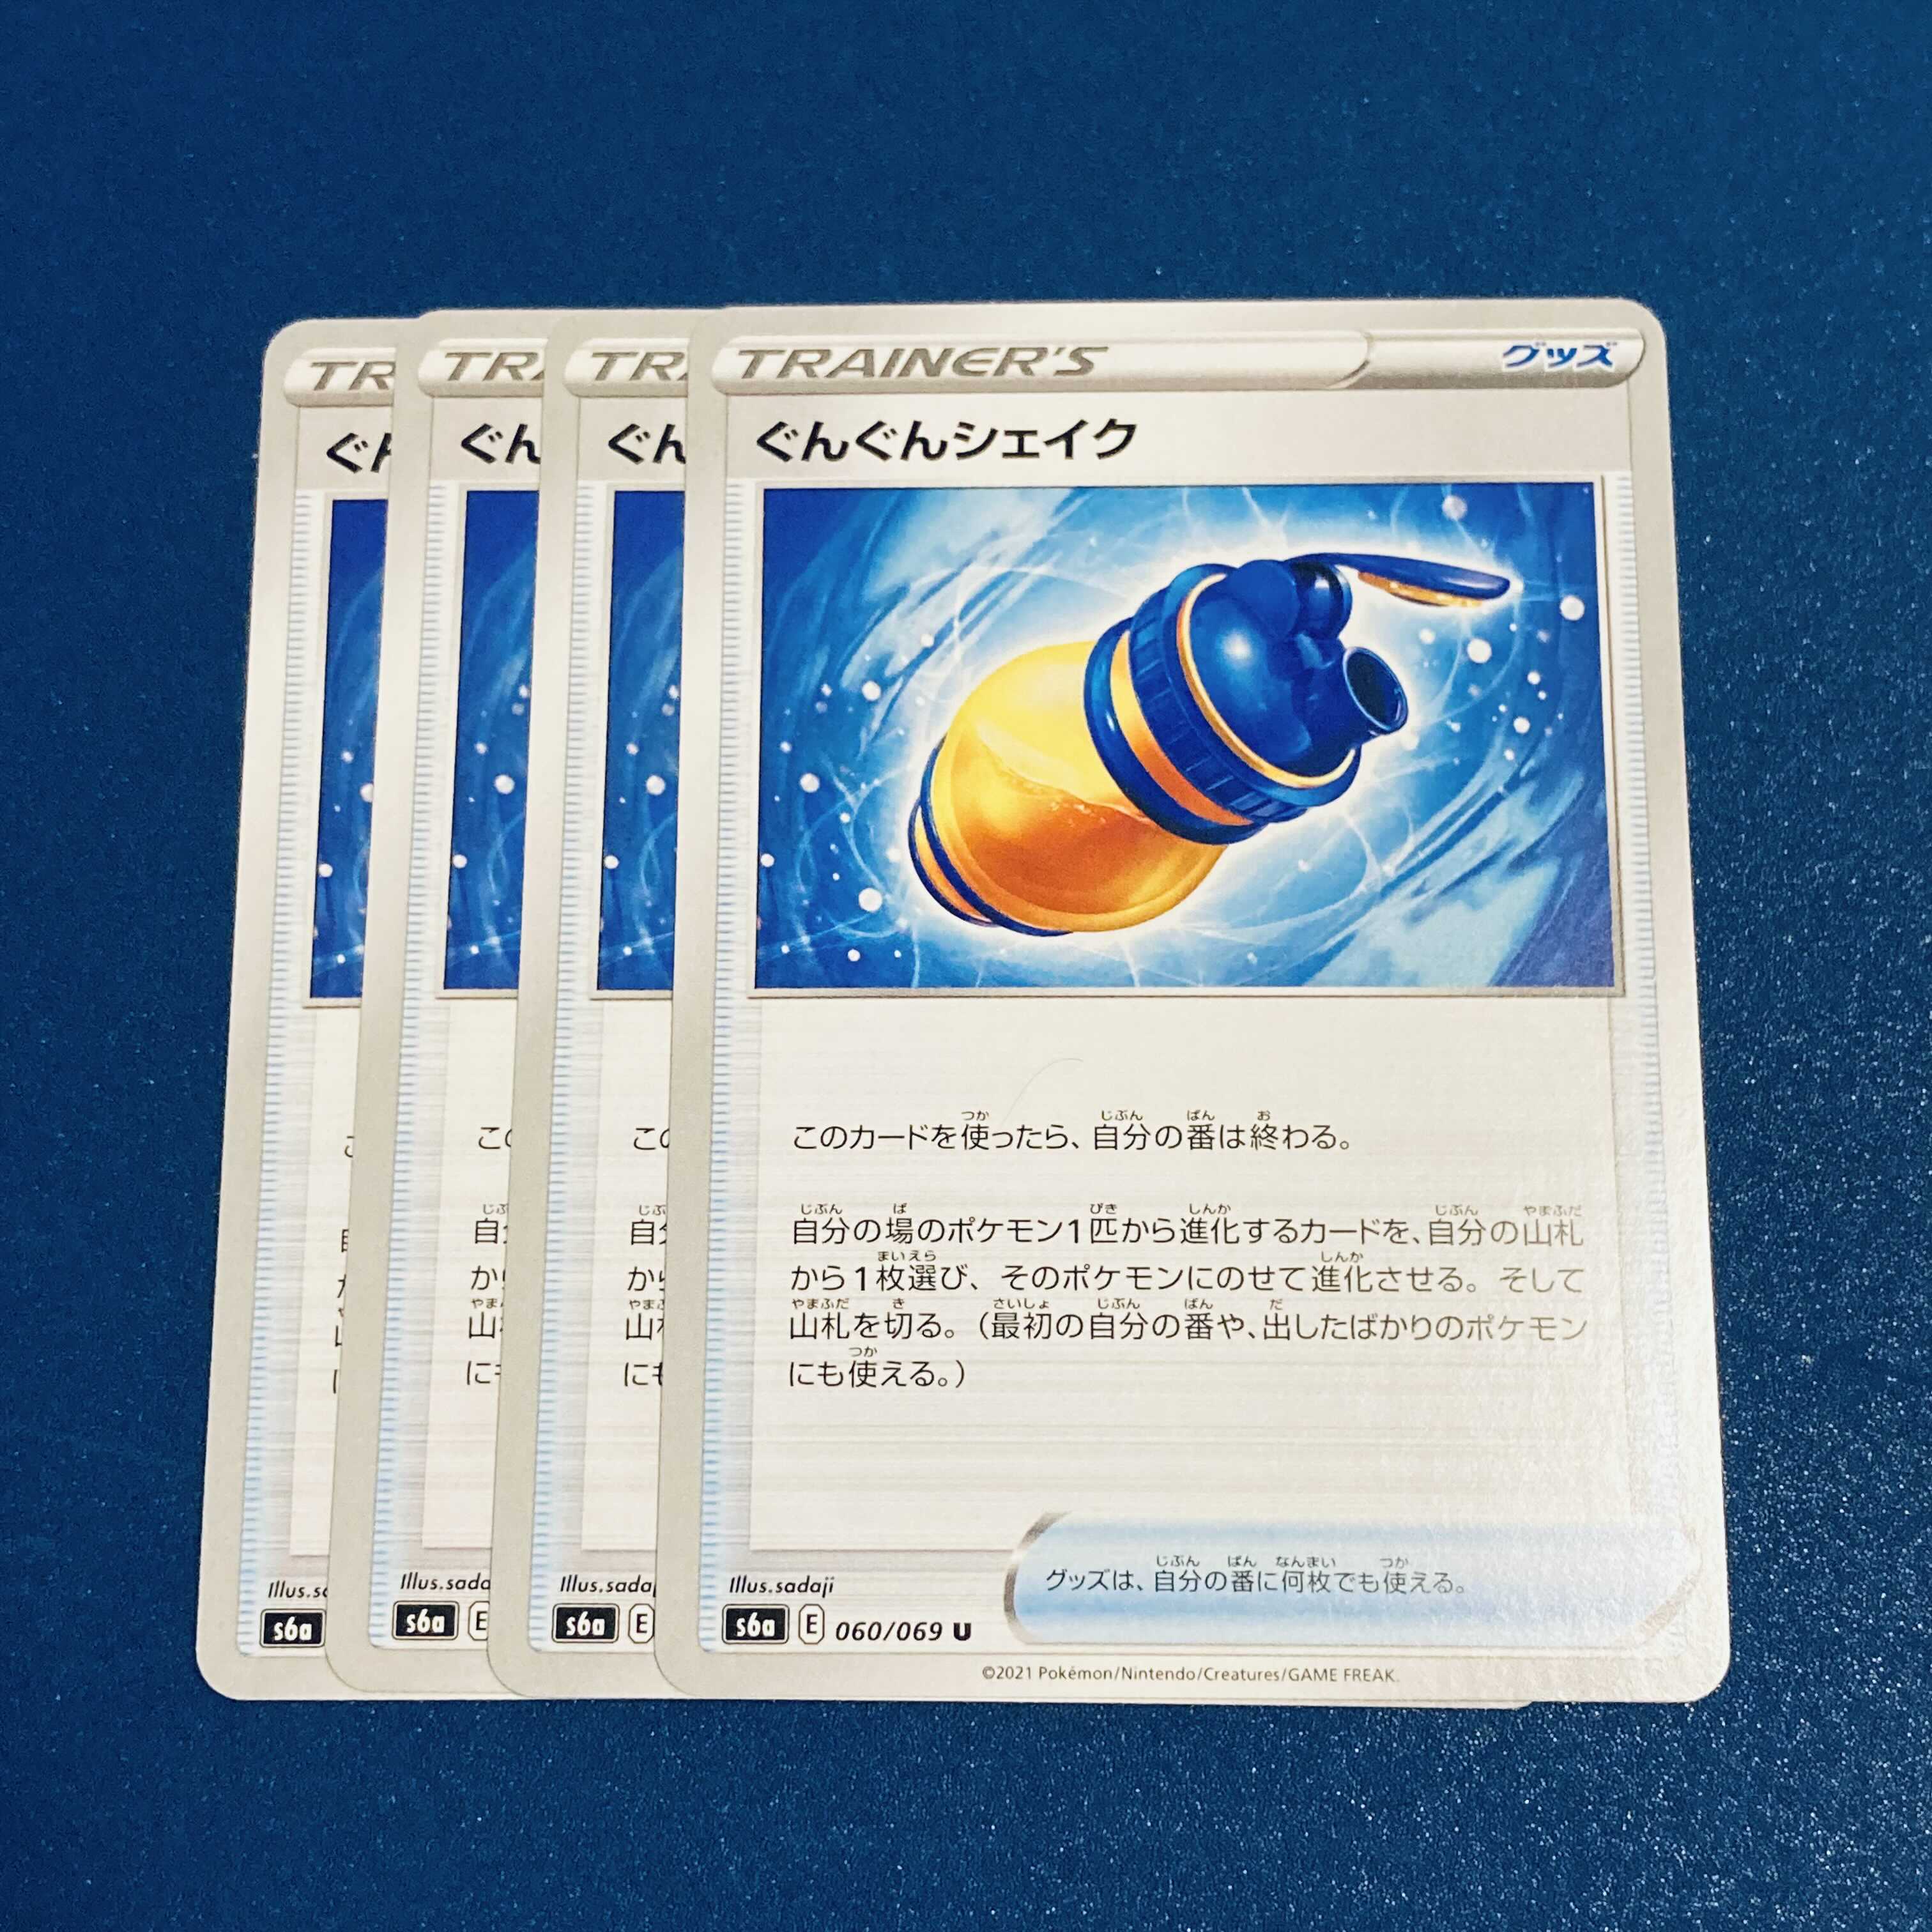 TRAINER'S グッズ
ぐんぐんシェイク
このカードを使ったら、自分の番は終わる。
自分の場のポケモン1匹から進化するカードを、自分の山札
から1枚選び、そのポケモンにのせて進化させる。そして
山札を切る。(最初の自分の番や、出したばかりのポケモン
にも使える。)
グッズは、自分の番に何枚でも使える。
Illus.sadaji
s6a E 060/069 U
©2021 Pokémon/Nintendo/Creatures/GAME FREAK.